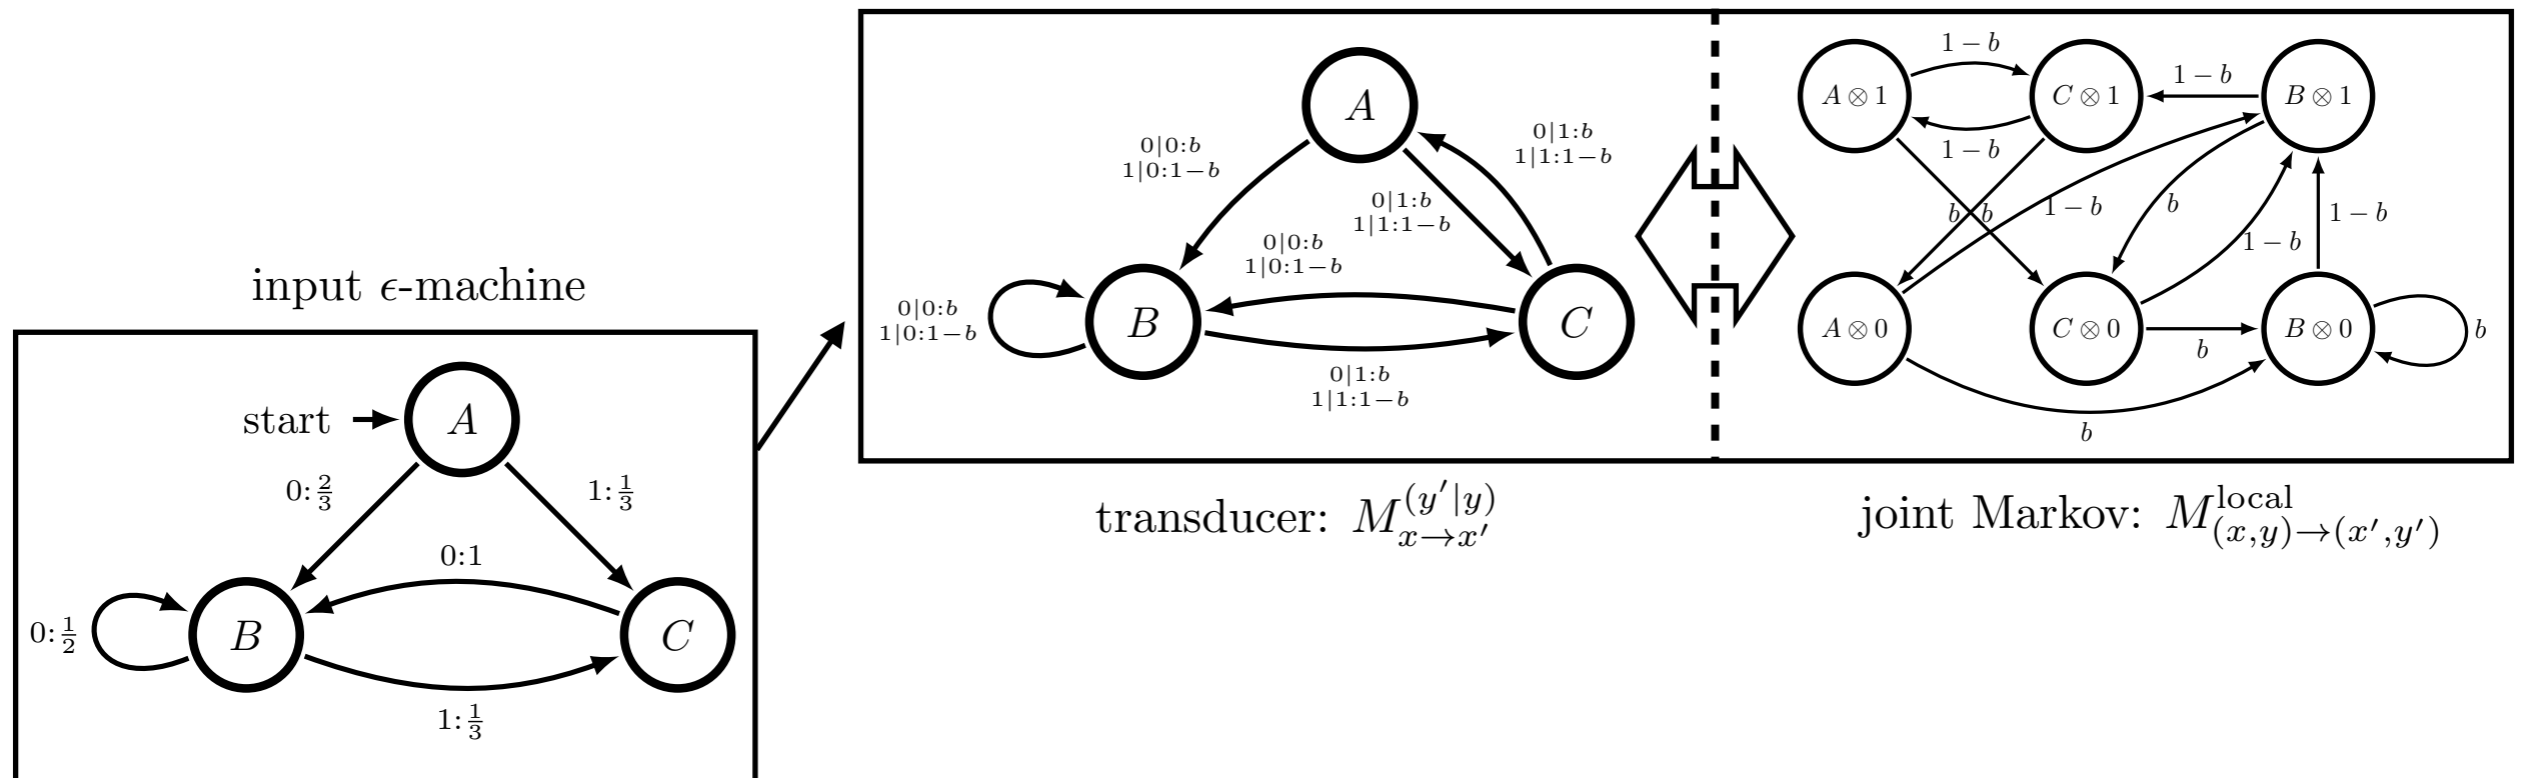 input ϵ-machine
start
A
0:2/3
1:1/3
0:1
0:1/2
B
C
1:1/3
A
0|0:b
1|0:1−b
0|1:b
1|1:1−b
0|1:b
1|1:1−b
0|0:b
1|0:1−b
0|0:b
1|0:1−b
B
C
0|1:b
1|1:1−b
transducer: M^{(y′|y)}_{x→x′}
1 − b
A ⊗ 1
C ⊗ 1
1 − b
B ⊗ 1
1 − b
b
b
1 − b
b
1 − b
1 − b
A ⊗ 0
C ⊗ 0
b
B ⊗ 0
b
b
joint Markov: M^{local}_{(x,y)→(x′,y′)}